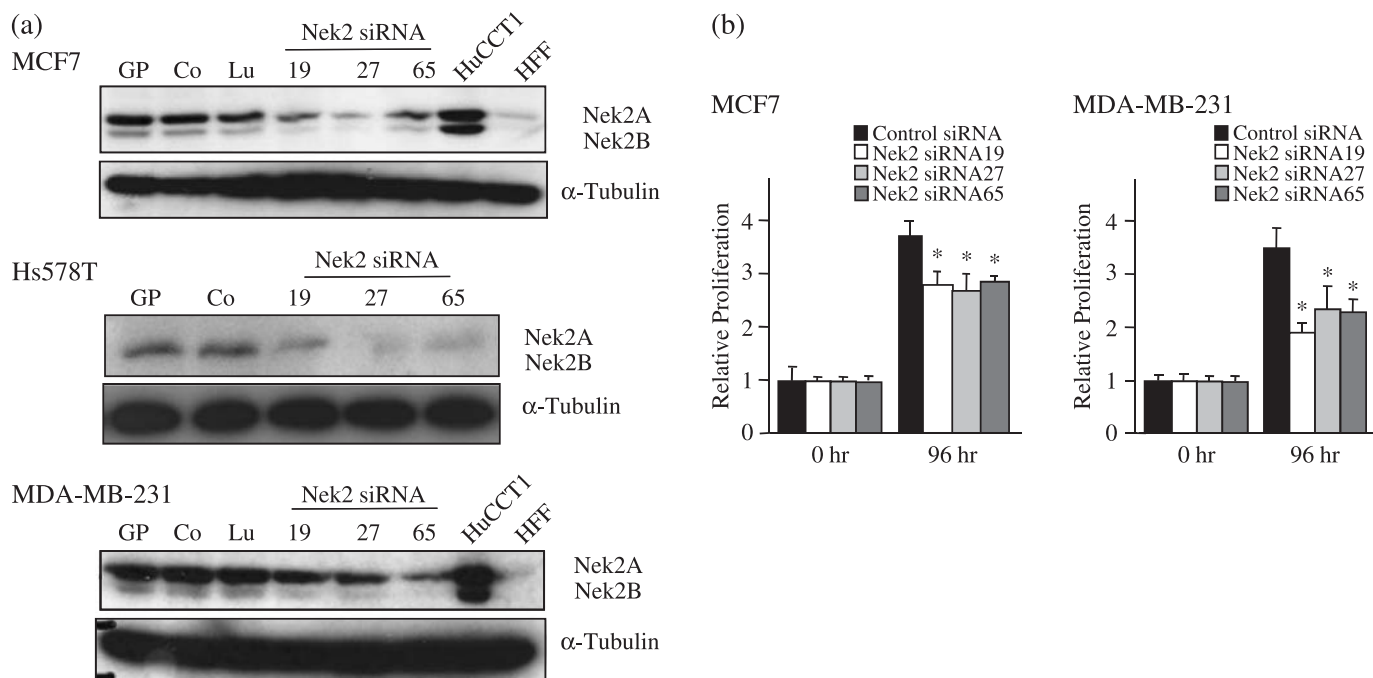 (a)
MCF7
Nek2 siRNA
GP Co Lu 19 27 65 HuCCT1 HFF
Nek2A
Nek2B
α-Tubulin
Hs578T
Nek2 siRNA
GP Co 19 27 65
Nek2A
Nek2B
α-Tubulin
MDA-MB-231
Nek2 siRNA
GP Co Lu 19 27 65 HuCCT1 HFF
Nek2A
Nek2B
α-Tubulin
(b)
MCF7
Control siRNA
Nek2 siRNA19
Nek2 siRNA27
Nek2 siRNA65
Relative Proliferation
4
3
2
1
0
* * *
0 hr 96 hr
MDA-MB-231
Control siRNA
Nek2 siRNA19
Nek2 siRNA27
Nek2 siRNA65
Relative Proliferation
4
3
2
1
0
* * *
0 hr 96 hr